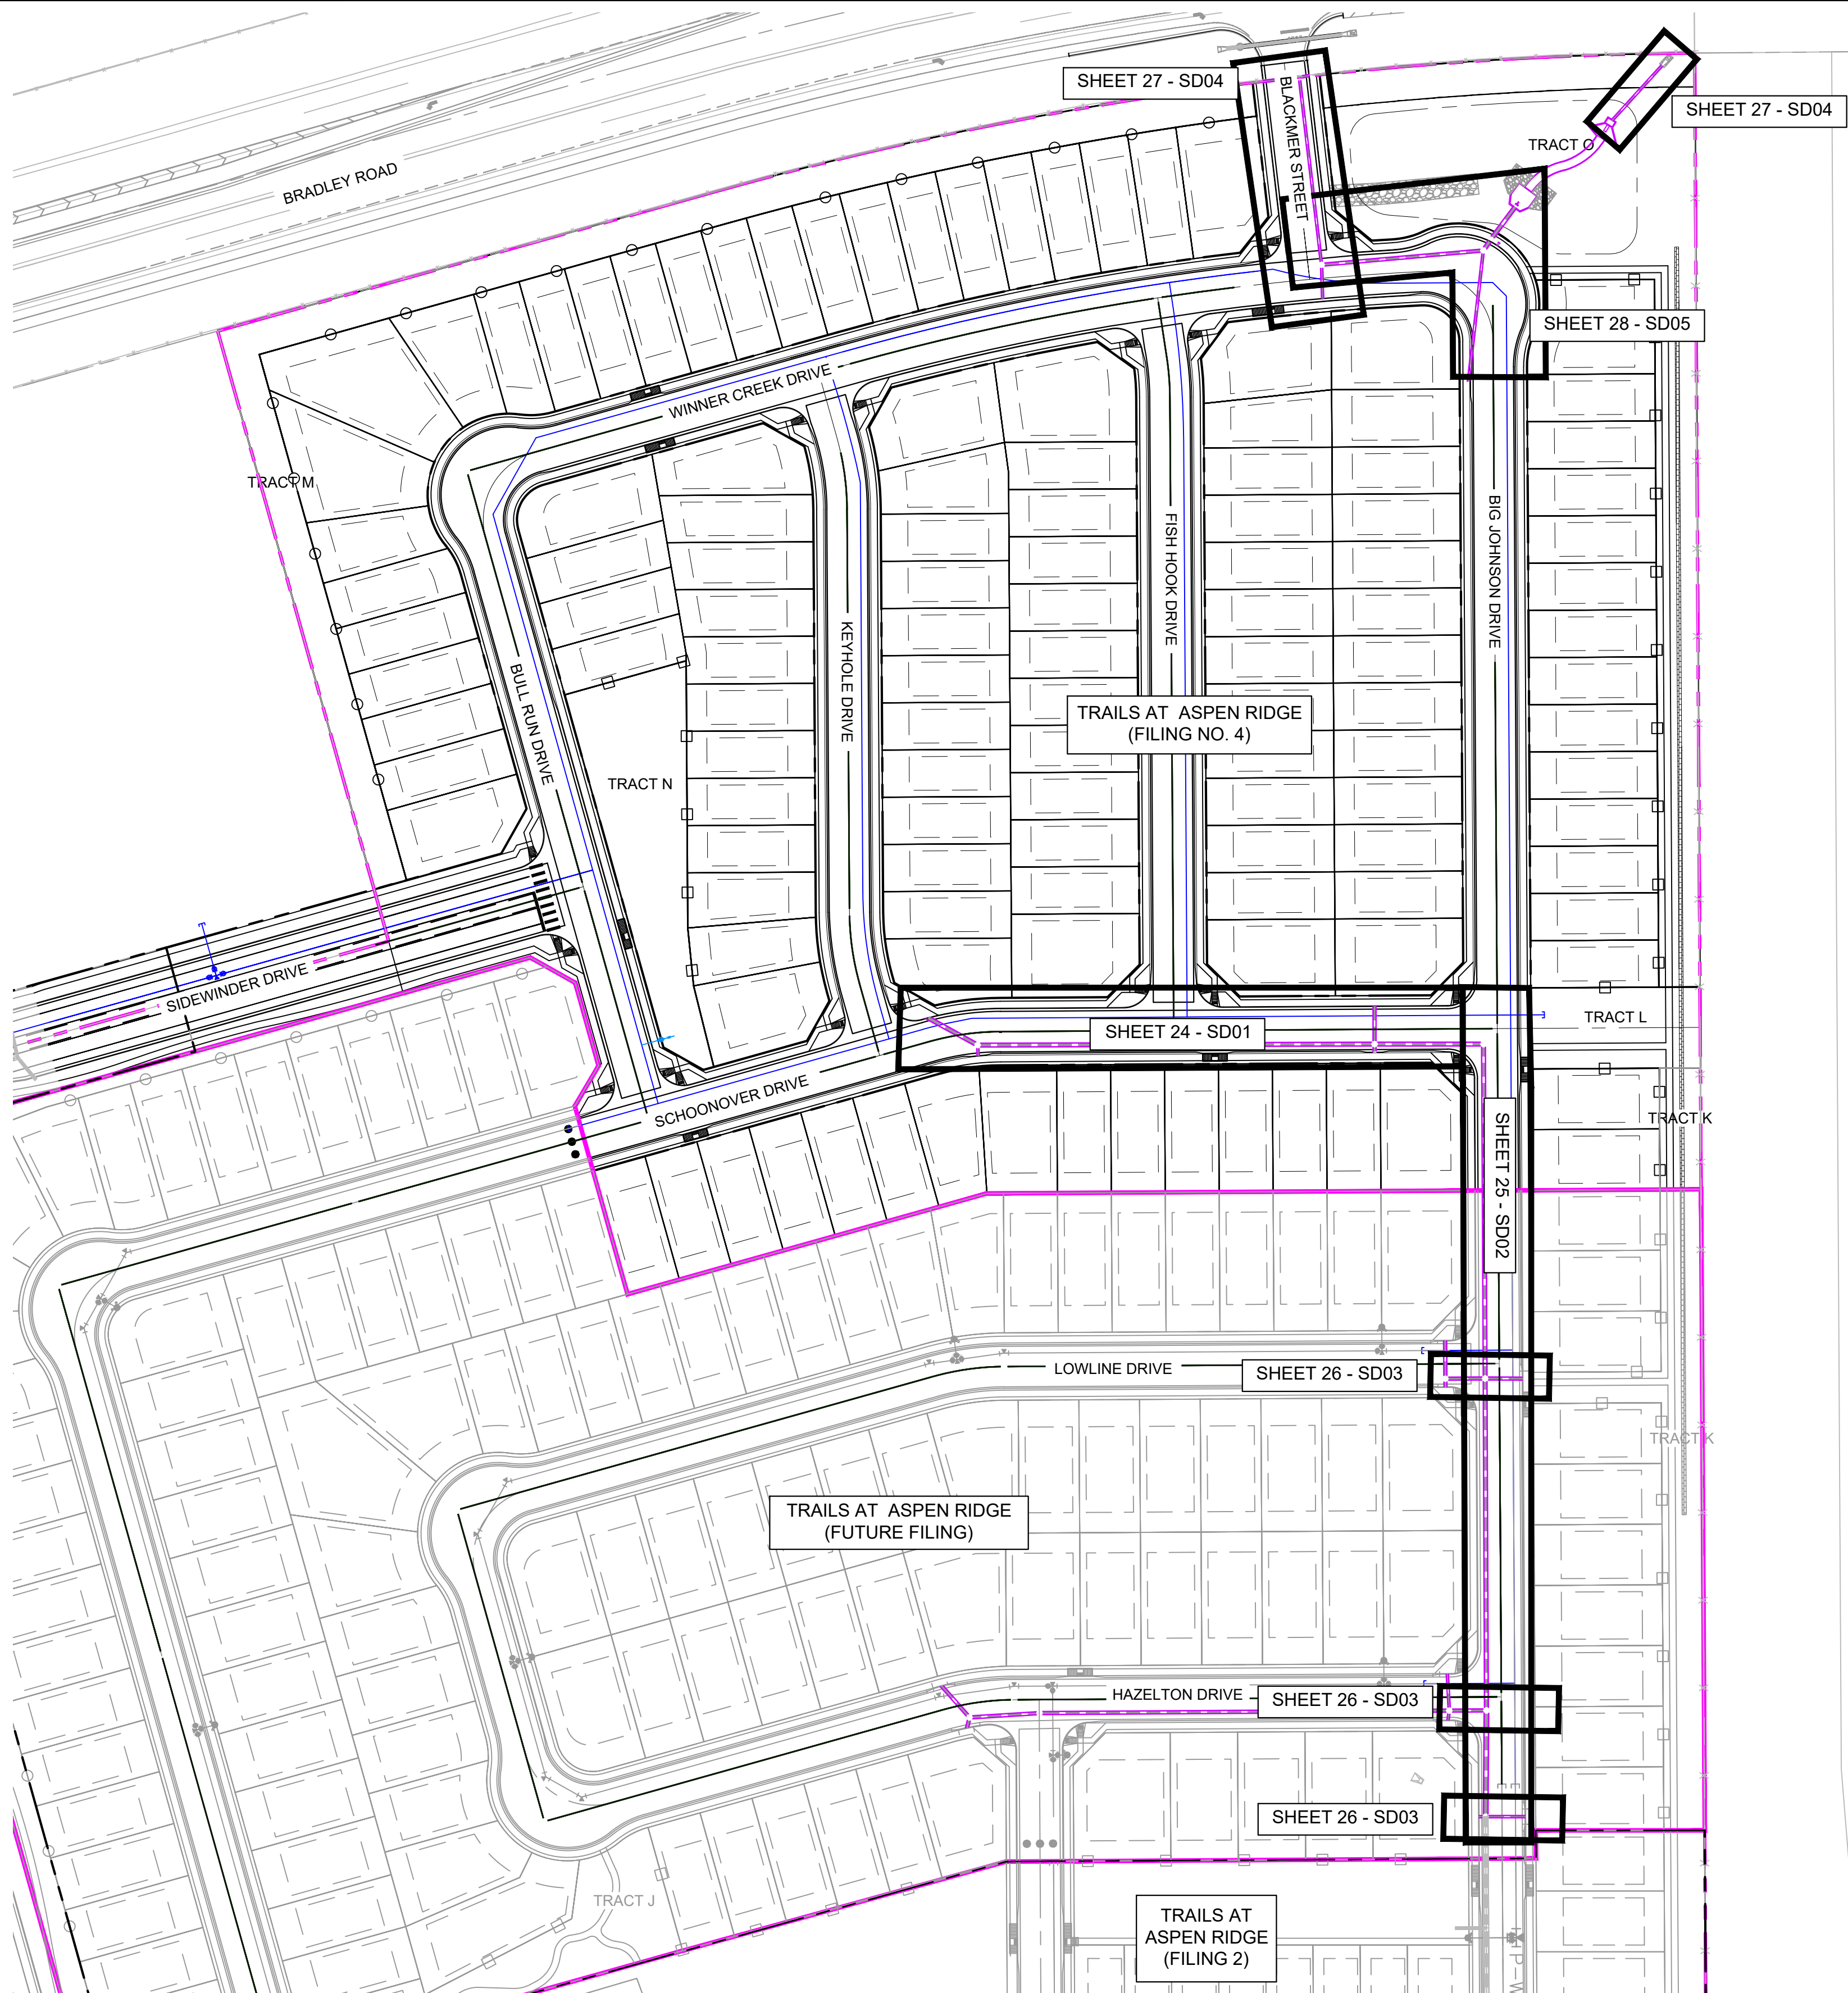 SHEET 27 - SD04
BLACKMER STREET
SHEET 27 - SD04
TRACT O
BRADLEY ROAD
SHEET 28 - SD05
WINNER CREEK DRIVE
TRACT M
BULL RUN DRIVE
KEYHOLE DRIVE
FISH HOOK DRIVE
BIG JOHNSON DRIVE
TRAILS AT ASPEN RIDGE
(FILING NO. 4)
TRACT N
SIDEWINDER DRIVE
SHEET 24 - SD01
TRACT L
SCHOONOVER DRIVE
TRACT K
SHEET 25 - SD02
LOWLINE DRIVE
SHEET 26 - SD03
TRACT K
TRAILS AT ASPEN RIDGE
(FUTURE FILING)
HAZELTON DRIVE
SHEET 26 - SD03
SHEET 26 - SD03
TRACT J
TRAILS AT
ASPEN RIDGE
(FILING 2)